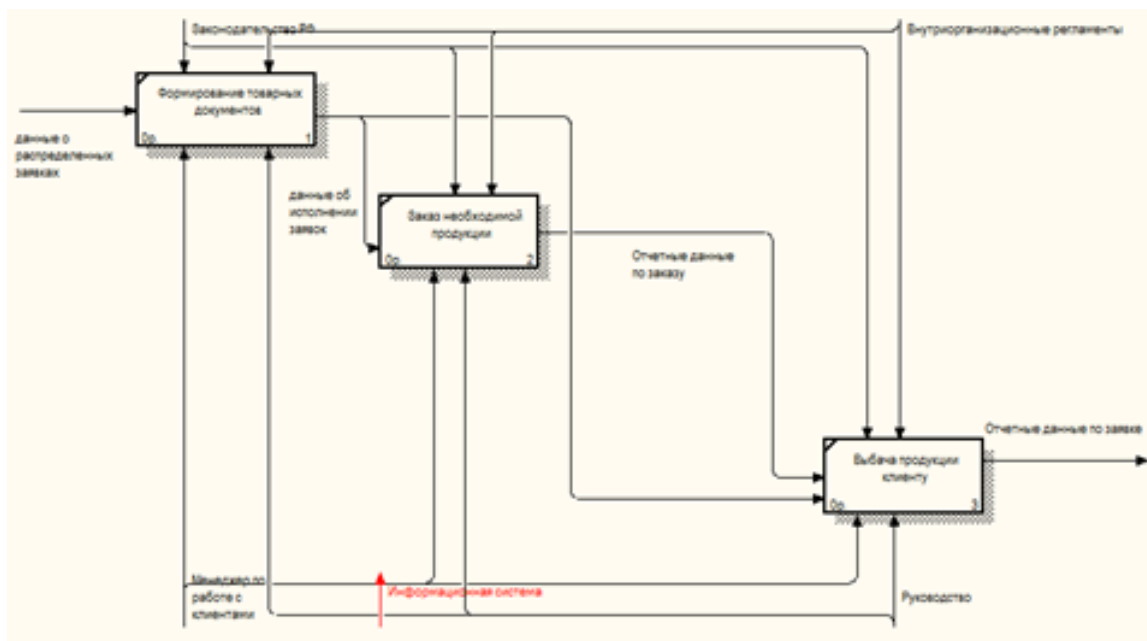 Законодательство РФ
Внутриорганизационные регламенты
Формирование товарных
документов
0р.
1
данные о
распределенных
заявках
данные об
исполнении
заявок
Заказ необходимой
продукции
0р.
2
Отчетные данные
по заказу
Отчетные данные по заявке
Выбача продукции
клиенту
0р.
3
Менеджер по
работе с
клиентами
Информационная система
Руководство